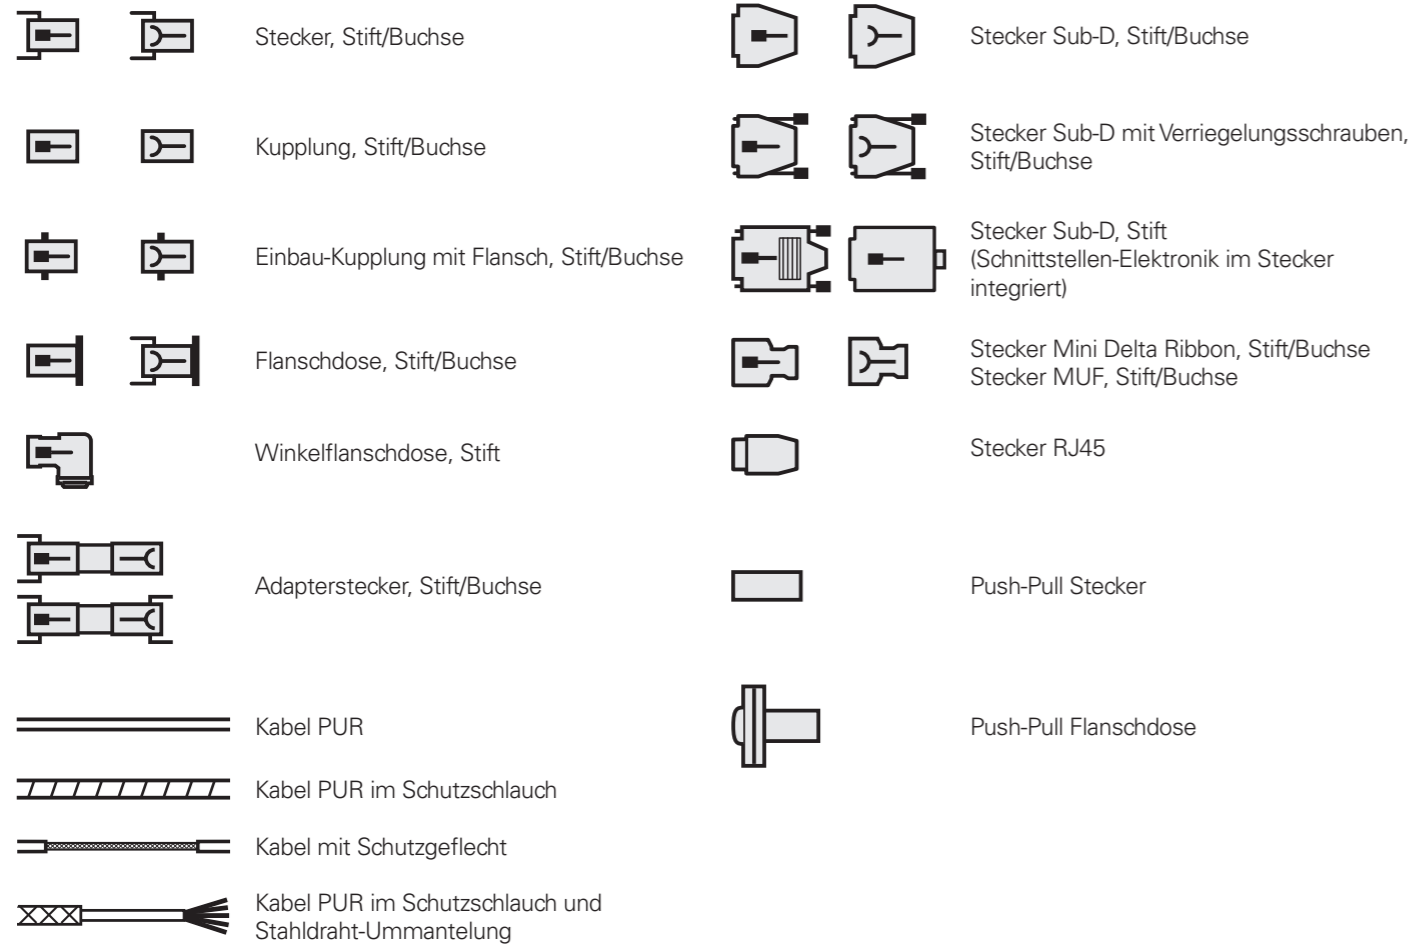 Stecker, Stift/Buchse
Kupplung, Stift/Buchse
Einbau-Kupplung mit Flansch, Stift/Buchse
Flanschdose, Stift/Buchse
Winkelflanschdose, Stift
Adapterstecker, Stift/Buchse
Kabel PUR
Kabel PUR im Schutzschlauch
Kabel mit Schutzgeflecht
Kabel PUR im Schutzschlauch und
Stahldraht-Ummantelung
Stecker Sub-D, Stift/Buchse
Stecker Sub-D mit Verriegelungsschrauben,
Stift/Buchse
Stecker Sub-D, Stift
(Schnittstellen-Elektronik im Stecker
integriert)
Stecker Mini Delta Ribbon, Stift/Buchse
Stecker MUF, Stift/Buchse
Stecker RJ45
Push-Pull Stecker
Push-Pull Flanschdose